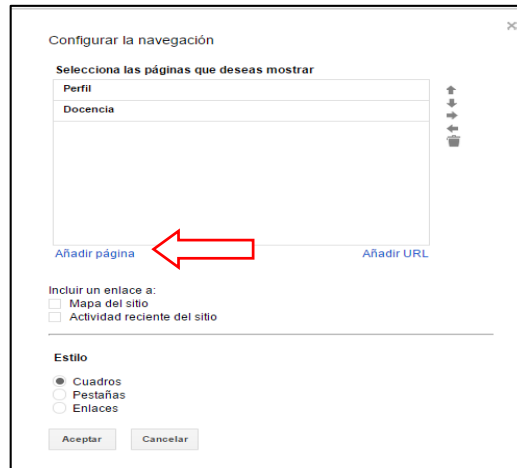 Configurar la navegación
Selecciona las páginas que deseas mostrar
Perfil
Docencia
Añadir página
Añadir URL
Incluir un enlace a:
Mapa del sitio
Actividad reciente del sitio
Estilo
Cuadros
Pestañas
Enlaces
Aceptar
Cancelar